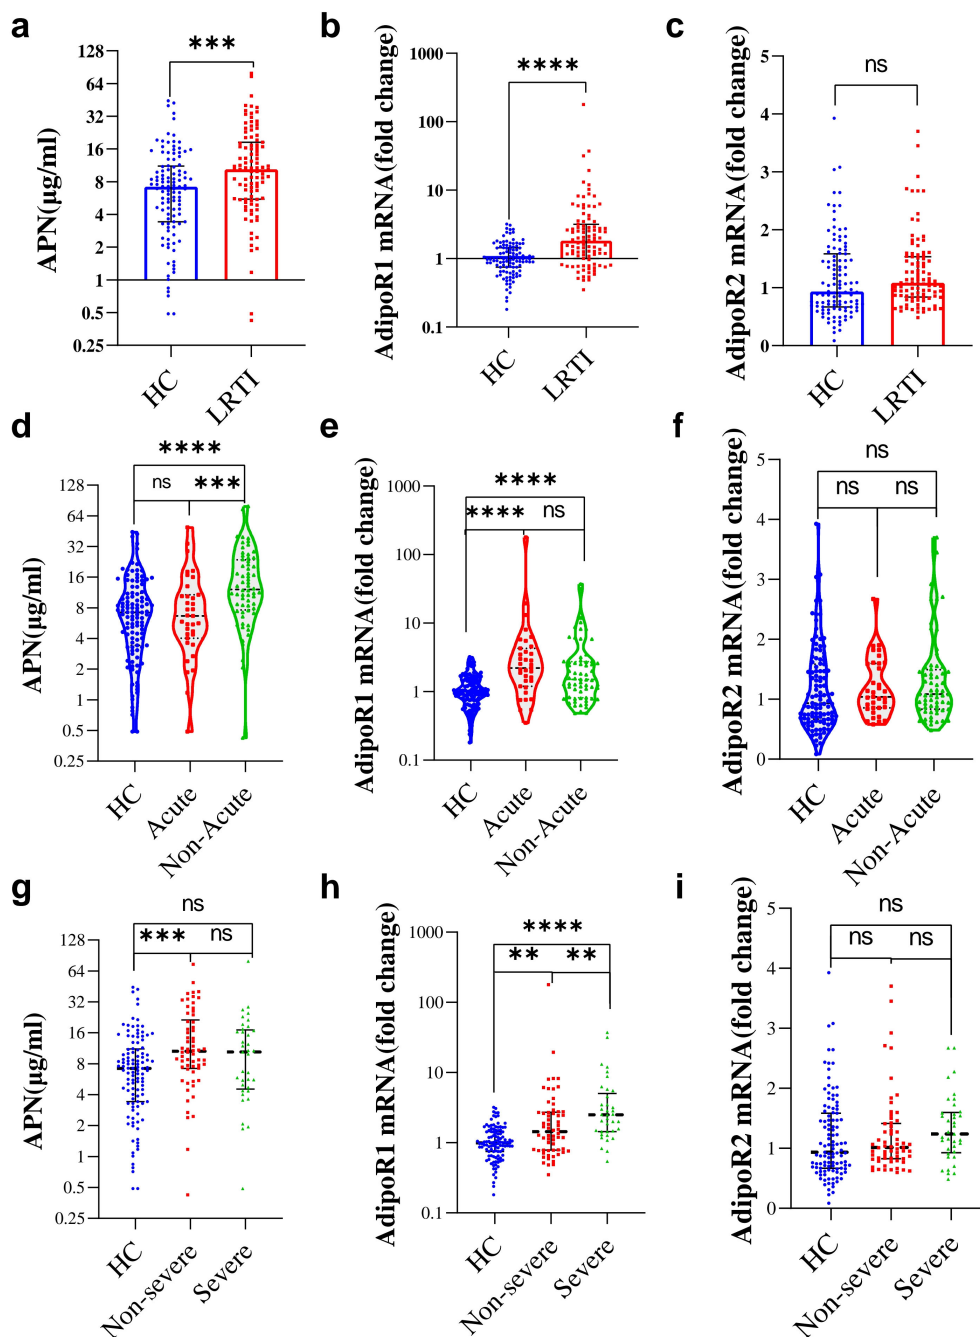 a
APN(μg/ml)
128
64
32
16
8
4
2
1
0.5
0.25
***
HC
LRTI
b
AdipoR1 mRNA(fold change)
1000
100
10
1
0.1
****
HC
LRTI
c
AdipoR2 mRNA(fold change)
5
4
3
2
1
0
ns
HC
LRTI
d
APN(μg/ml)
128
64
32
16
8
4
2
1
0.5
0.25
****
ns
***
HC
Acute
Non-Acute
e
AdipoR1 mRNA(fold change)
1000
100
10
1
0.1
****
****
ns
HC
Acute
Non-Acute
f
AdipoR2 mRNA(fold change)
5
4
3
2
1
0
ns
ns
ns
HC
Acute
Non-Acute
g
APN(μg/ml)
128
64
32
16
8
4
2
1
0.5
0.25
ns
***
ns
HC
Non-severe
Severe
h
AdipoR1 mRNA(fold change)
1000
100
10
1
0.1
****
**
**
HC
Non-severe
Severe
i
AdipoR2 mRNA(fold change)
5
4
3
2
1
0
ns
ns
ns
HC
Non-severe
Severe